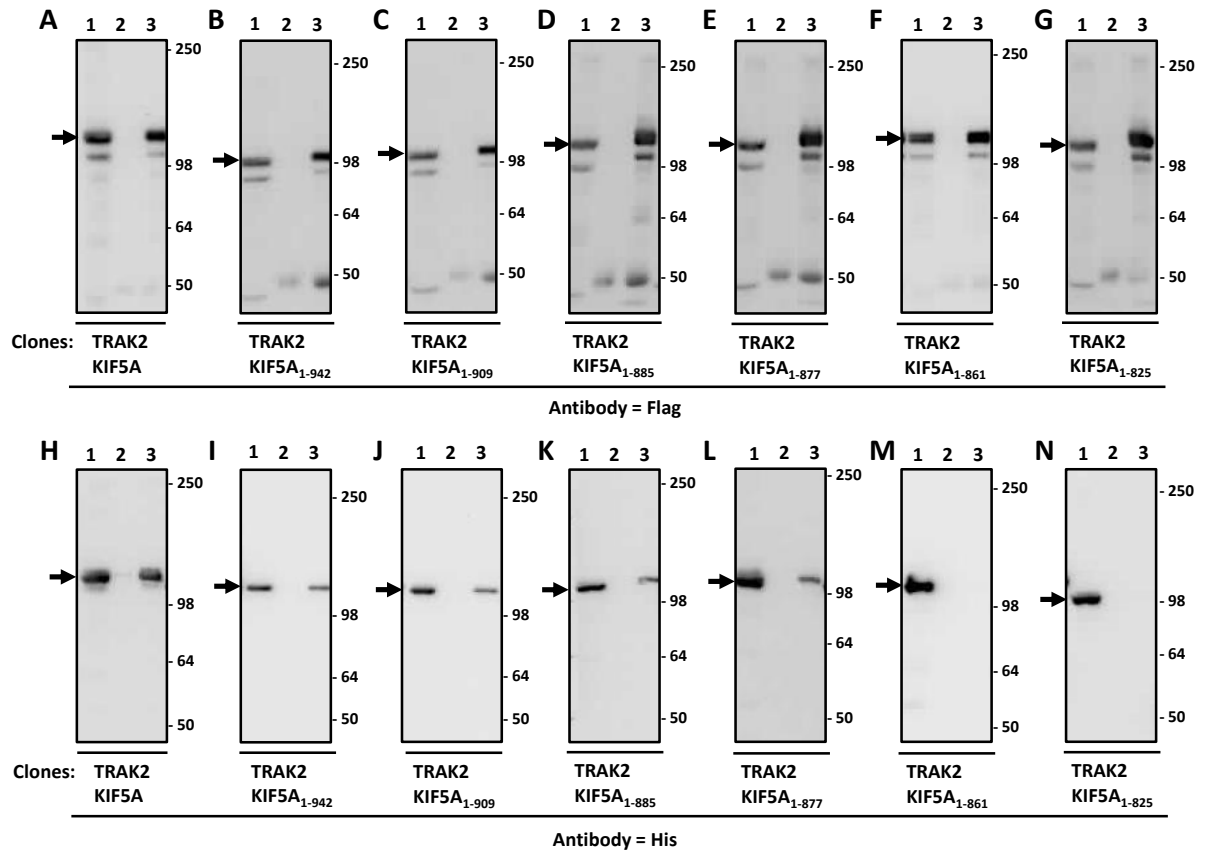 A B C D E F G
1 2 3 1 2 3 1 2 3 1 2 3 1 2 3 1 2 3 1 2 3
- 250 - 250 - 250 - 250 - 250 - 250 - 250
- 98 - 98 - 98 - 98 - 98 - 98 - 98
- 64 - 64 - 64 - 64 - 64 - 64 - 64
- 50 - 50 - 50 - 50 - 50 - 50 - 50
Clones: TRAK2 TRAK2 TRAK2 TRAK2 TRAK2 TRAK2 TRAK2
KIF5A KIF5A1-942 KIF5A1-909 KIF5A1-885 KIF5A1-877 KIF5A1-861 KIF5A1-825
Antibody = Flag
H I J K L M N
1 2 3 1 2 3 1 2 3 1 2 3 1 2 3 1 2 3 1 2 3
- 250 - 250 - 250 - 250 - 250 - 250 - 250
- 98 - 98 - 98 - 98 - 98 - 98 - 98
- 64 - 64 - 64 - 64 - 64 - 64 - 64
- 50 - 50 - 50 - 50 - 50 - 50 - 50
Clones: TRAK2 TRAK2 TRAK2 TRAK2 TRAK2 TRAK2 TRAK2
KIF5A KIF5A1-942 KIF5A1-909 KIF5A1-885 KIF5A1-877 KIF5A1-861 KIF5A1-825
Antibody = His